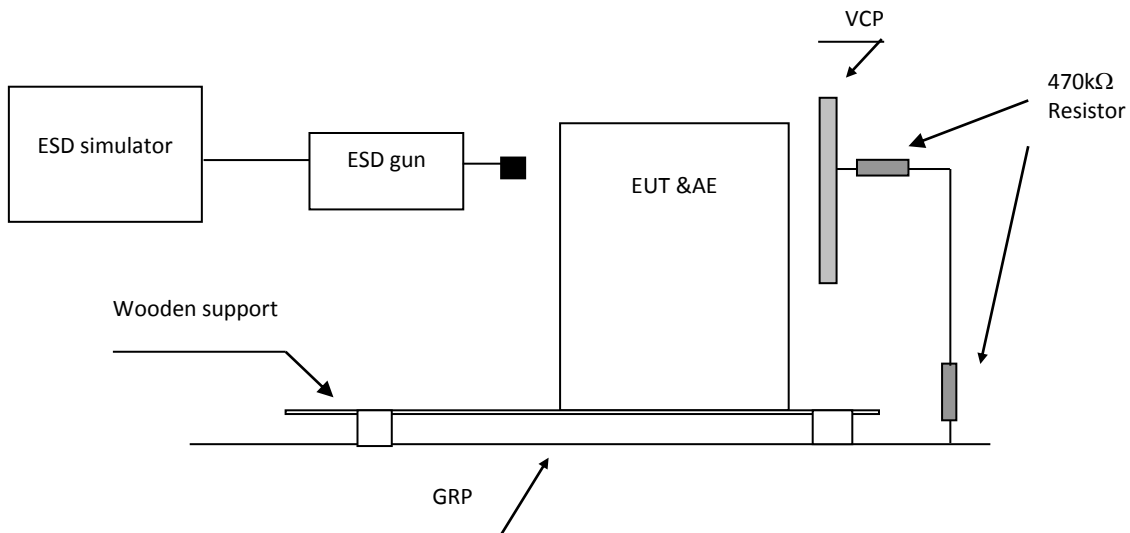 VCP
470kΩ
Resistor
ESD simulator
ESD gun
EUT &AE
Wooden support
GRP